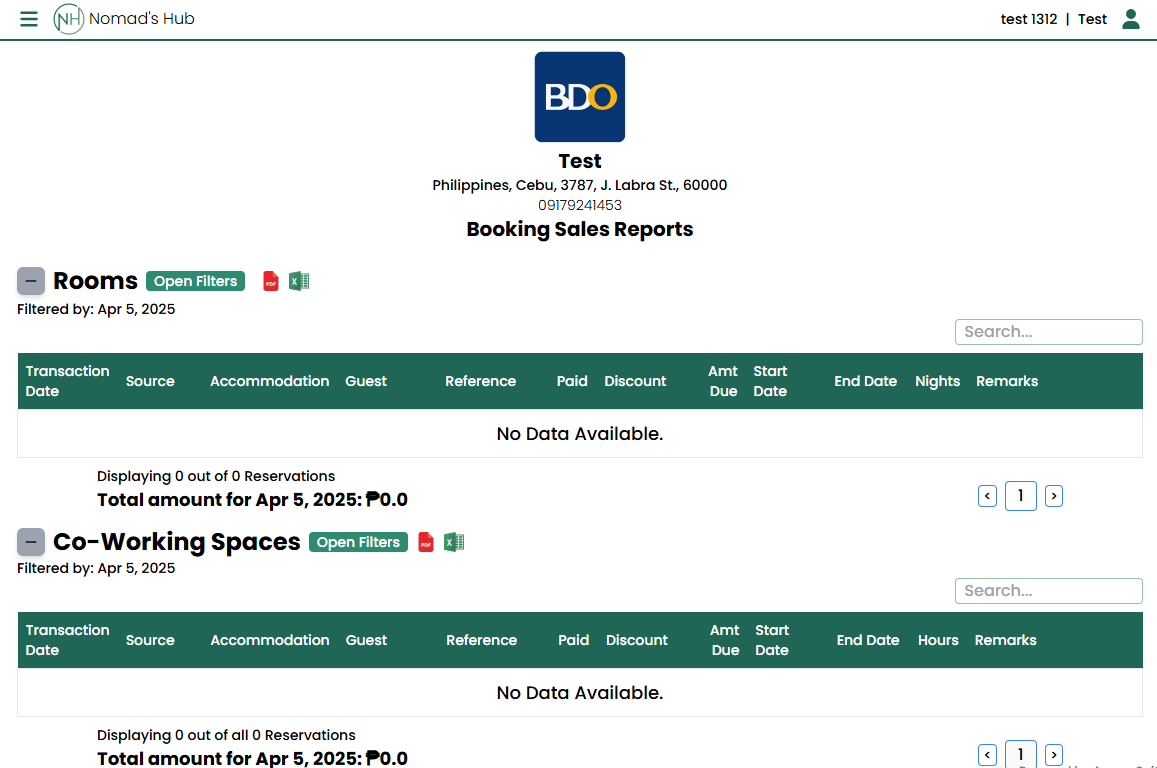 NH Nomad's Hub
test 1312 | Test
BDO
Test
Philippines, Cebu, 3787, J. Labra St., 60000
09179241453
Booking Sales Reports
Rooms Open Filters PDF X
Filtered by: Apr 5, 2025
Search...
Transaction Date Source Accommodation Guest Reference Paid Discount Amt Due Start Date End Date Nights Remarks
No Data Available.
Displaying 0 out of 0 Reservations
Total amount for Apr 5, 2025: ₱0.0
< 1 >
Co-Working Spaces Open Filters PDF X
Filtered by: Apr 5, 2025
Search...
Transaction Date Source Accommodation Guest Reference Paid Discount Amt Due Start Date End Date Hours Remarks
No Data Available.
Displaying 0 out of all 0 Reservations
Total amount for Apr 5, 2025: ₱0.0
< 1 >